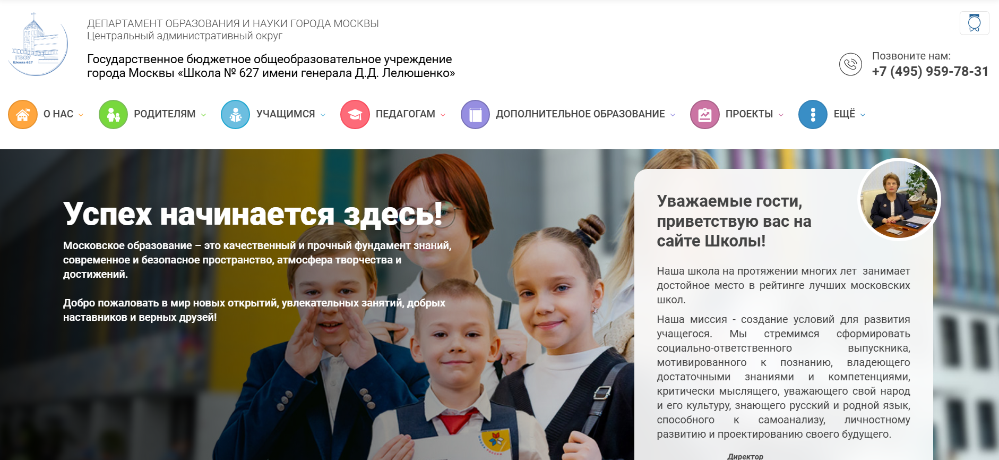 ДЕПАРТАМЕНТ ОБРАЗОВАНИЯ И НАУКИ ГОРОДА МОСКВЫ
Центральный административный округ
Государственное бюджетное общеобразовательное учреждение
города Москвы «Школа № 627 имени генерала Д.Д. Лелюшенко»
ГБОУ
Школа 627
Позвоните нам:
+7 (495) 959-78-31
О НАС
РОДИТЕЛЯМ
УЧАЩИМСЯ
ПЕДАГОГАМ
ДОПОЛНИТЕЛЬНОЕ ОБРАЗОВАНИЕ
ПРОЕКТЫ
ЕЩЁ
Успех начинается здесь!
Московское образование – это качественный и прочный фундамент знаний,
современное и безопасное пространство, атмосфера творчества и
достижений.
Добро пожаловать в мир новых открытий, увлекательных занятий, добрых
наставников и верных друзей!
Уважаемые гости,
приветствую вас на
сайте Школы!
Наша школа на протяжении многих лет занимает
достойное место в рейтинге лучших московских
школ.
Наша миссия - создание условий для развития
учащегося. Мы стремимся сформировать
социально-ответственного выпускника,
мотивированного к познанию, владеющего
достаточными знаниями и компетенциями,
критически мыслящего, уважающего свой народ
и его культуру, знающего русский и родной язык,
способного к самоанализу, личностному
развитию и проектированию своего будущего.
Директор